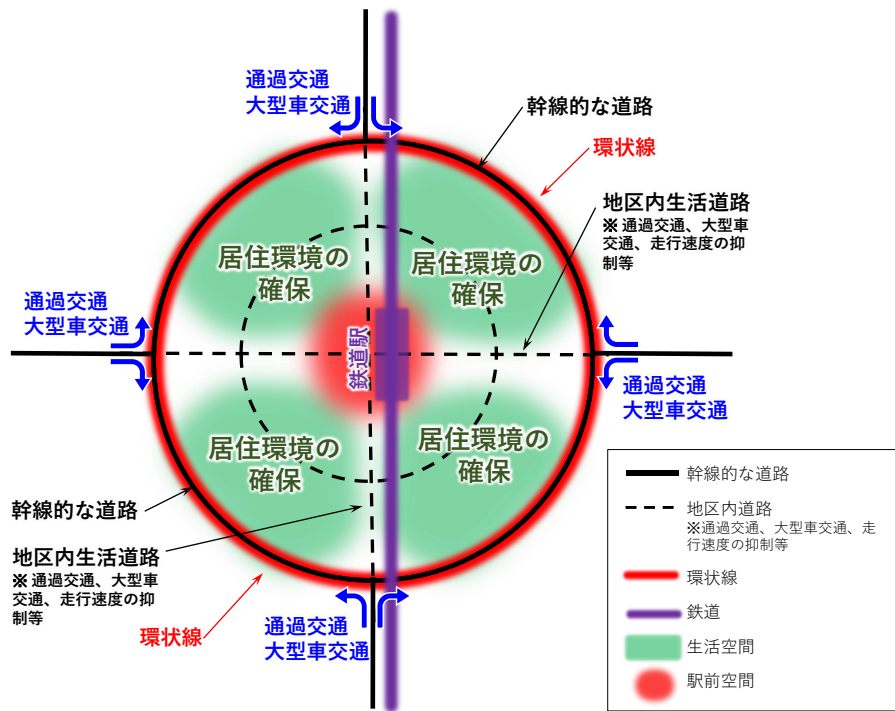 通過交通
大型車交通
幹線的な道路
環状線
地区内生活道路
※ 通過交通、大型車
交通、走行速度の抑
制等
居住環境の
確保
居住環境の
確保
通過交通
大型車交通
鉄道駅
通過交通
大型車交通
居住環境の
確保
居住環境の
確保
幹線的な道路
地区内生活道路
※ 通過交通、大型車
交通、走行速度の抑
制等
環状線
通過交通
大型車交通
幹線的な道路
地区内道路
※通過交通、大型車交通、走
行速度の抑制等
環状線
鉄道
生活空間
駅前空間